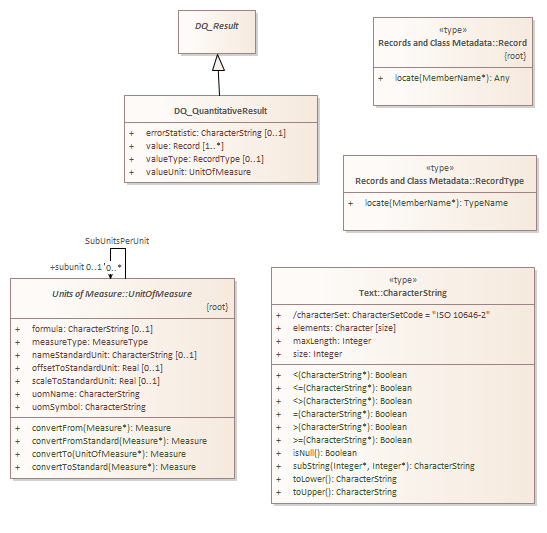 DQ_Result
«type»
Records and Class Metadata::Record
{root}
+ locate(MemberName*): Any
DQ_QuantitativeResult
+ errorStatistic: CharacterString [0..1]
+ value: Record [1..*]
+ valueType: RecordType [0..1]
+ valueUnit: UnitOfMeasure
«type»
Records and Class Metadata::RecordType
+ locate(MemberName*): TypeName
SubUnitsPerUnit
+subunit 0..1
0..*
Units of Measure::UnitOfMeasure
{root}
+ formula: CharacterString [0..1]
+ measureType: MeasureType
+ nameStandardUnit: CharacterString [0..1]
+ offsetToStandardUnit: Real [0..1]
+ scaleToStandardUnit: Real [0..1]
+ uomName: CharacterString
+ uomSymbol: CharacterString
+ convertFrom(Measure*): Measure
+ convertFromStandard(Measure*): Measure
+ convertTo(UnitOfMeasure*): Measure
+ convertToStandard(Measure*): Measure
«type»
Text::CharacterString
+ /characterSet: CharacterSetCode = "ISO 10646-2"
+ elements: Character [size]
+ maxLength: Integer
+ size: Integer
+ <(CharacterString*): Boolean
+ <=(CharacterString*): Boolean
+ <>(CharacterString*): Boolean
+ =(CharacterString*): Boolean
+ >(CharacterString*): Boolean
+ >=(CharacterString*): Boolean
+ isNull(): Boolean
+ subString(Integer*, Integer*): CharacterString
+ toLower(): CharacterString
+ toUpper(): CharacterString